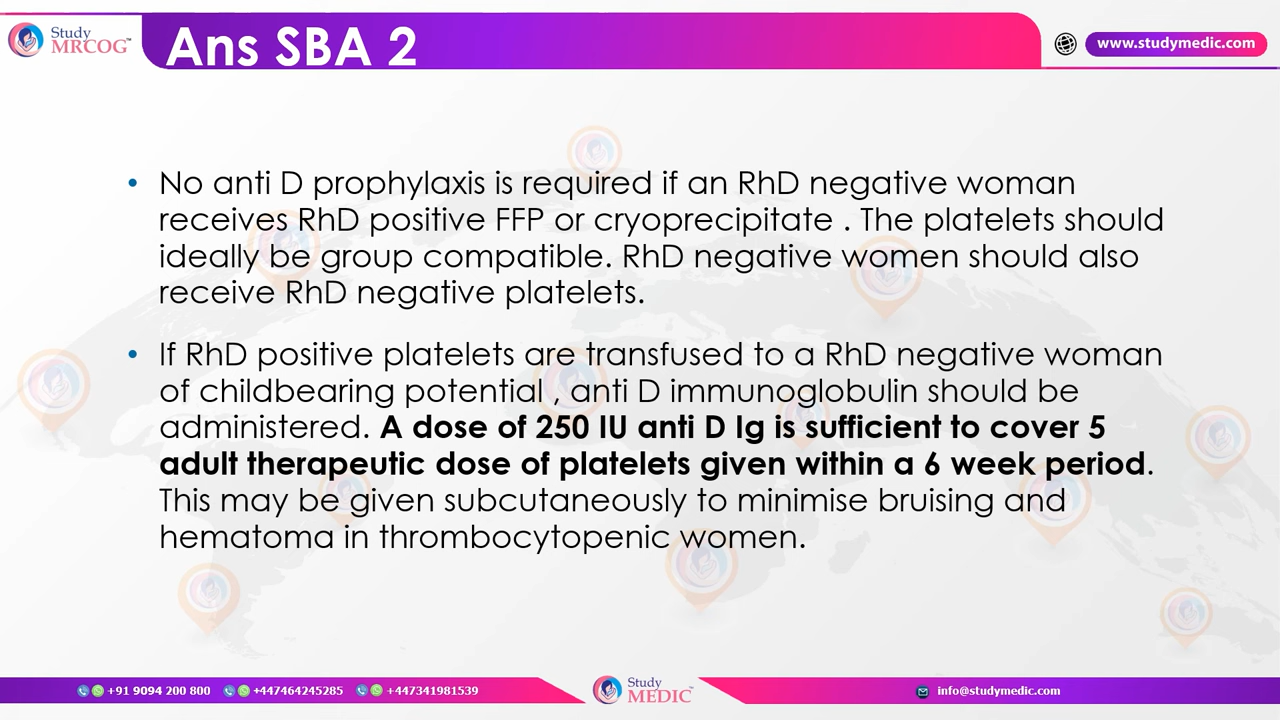 Study
MRCOG™
Ans SBA 2
www.studymedic.com
• No anti D prophylaxis is required if an RhD negative woman
receives RhD positive FFP or cryoprecipitate . The platelets should
ideally be group compatible. RhD negative women should also
receive RhD negative platelets.
• If RhD positive platelets are transfused to a RhD negative woman
of childbearing potential , anti D immunoglobulin should be
administered. A dose of 250 IU anti D Ig is sufficient to cover 5
adult therapeutic dose of platelets given within a 6 week period.
This may be given subcutaneously to minimise bruising and
hematoma in thrombocytopenic women.
+91 9094 200 800 +447464245285 +447341981539
Study
MEDIC™
info@studymedic.com